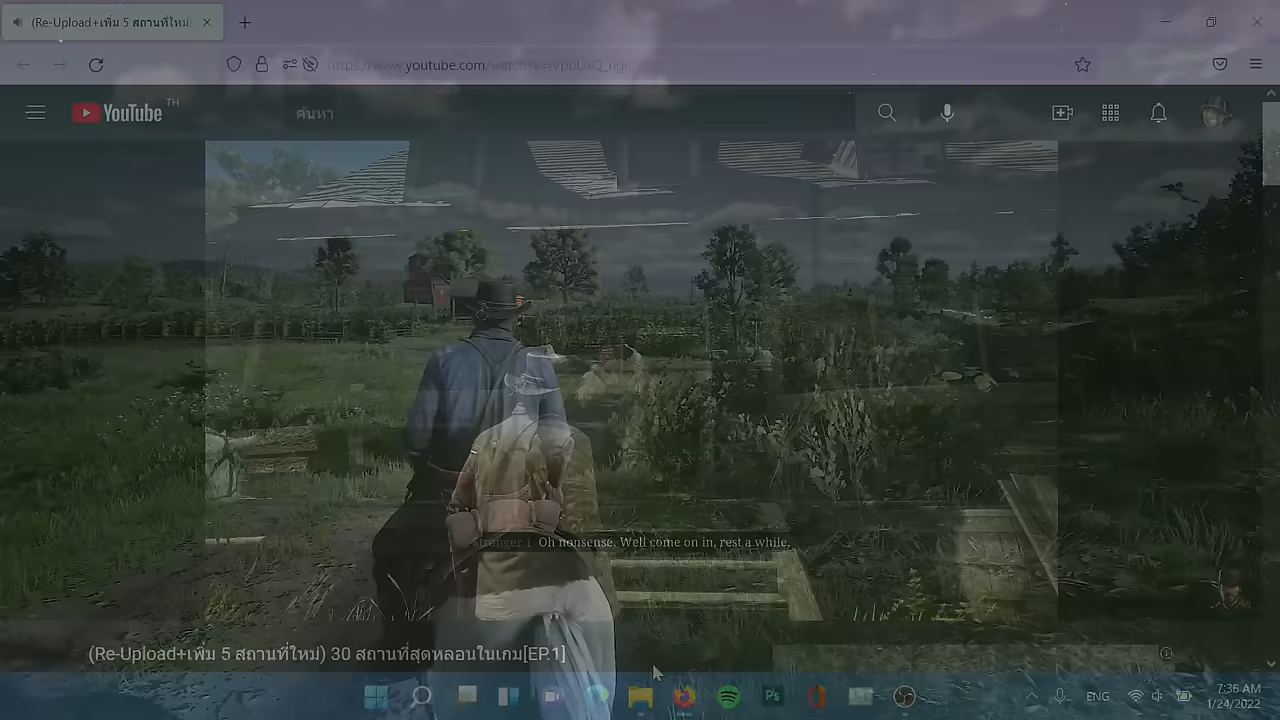 (Re-Upload+เพิ่ม 5 สถานที่ใหม่)
youtube.com
YouTube TH
ค้นหา
Stranger 1 Oh nonsense. Well come on in, rest a while,
(Re-Upload+เพิ่ม 5 สถานที่ใหม่) 30 สถานที่สุดหลอนในเกม[EP.1]
Ps
ENG
7:36 AM
1/24/2022